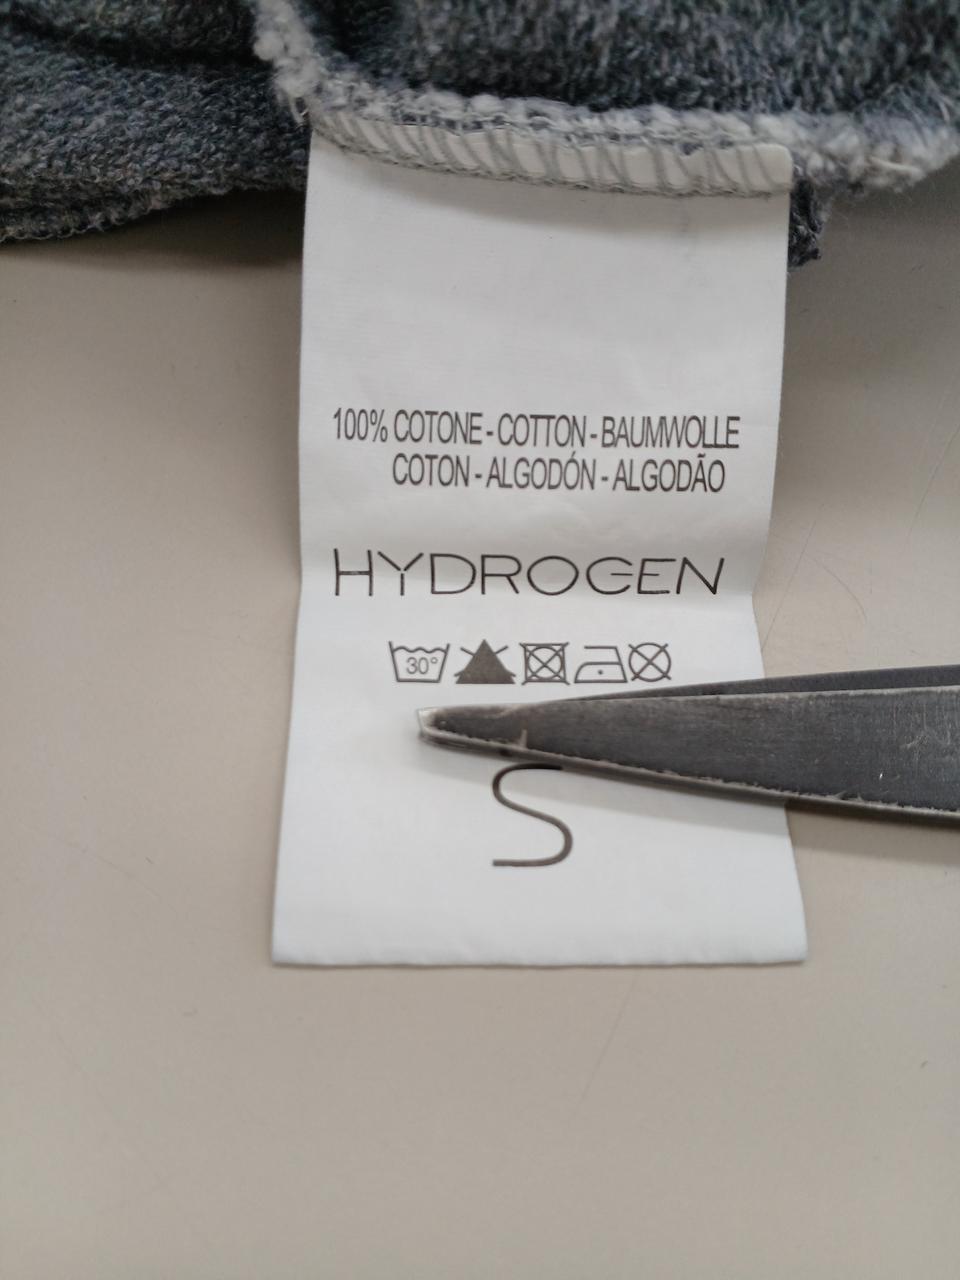 100% COTONE - COTTON - BAUMWOLLE
COTON - ALGODÓN - ALGODÃO
HYDROGEN
30°
S